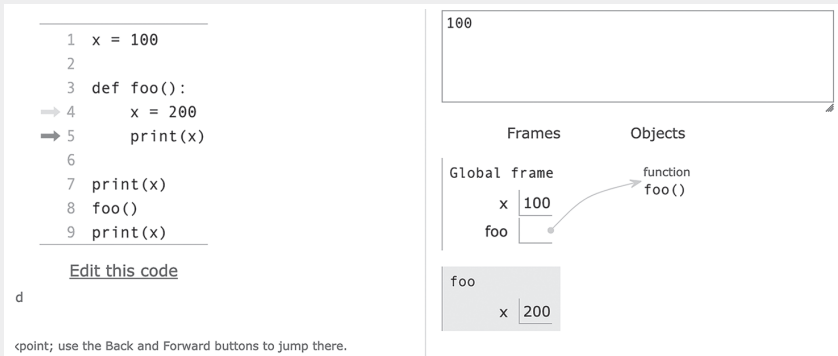 1 x = 100
2
3 def foo():
4     x = 200
5     print(x)
6
7 print(x)
8 foo()
9 print(x)
Edit this code
d
point; use the Back and Forward buttons to jump there.
100
Frames Objects
Global frame
x 100
foo
function
foo()
foo
x 200